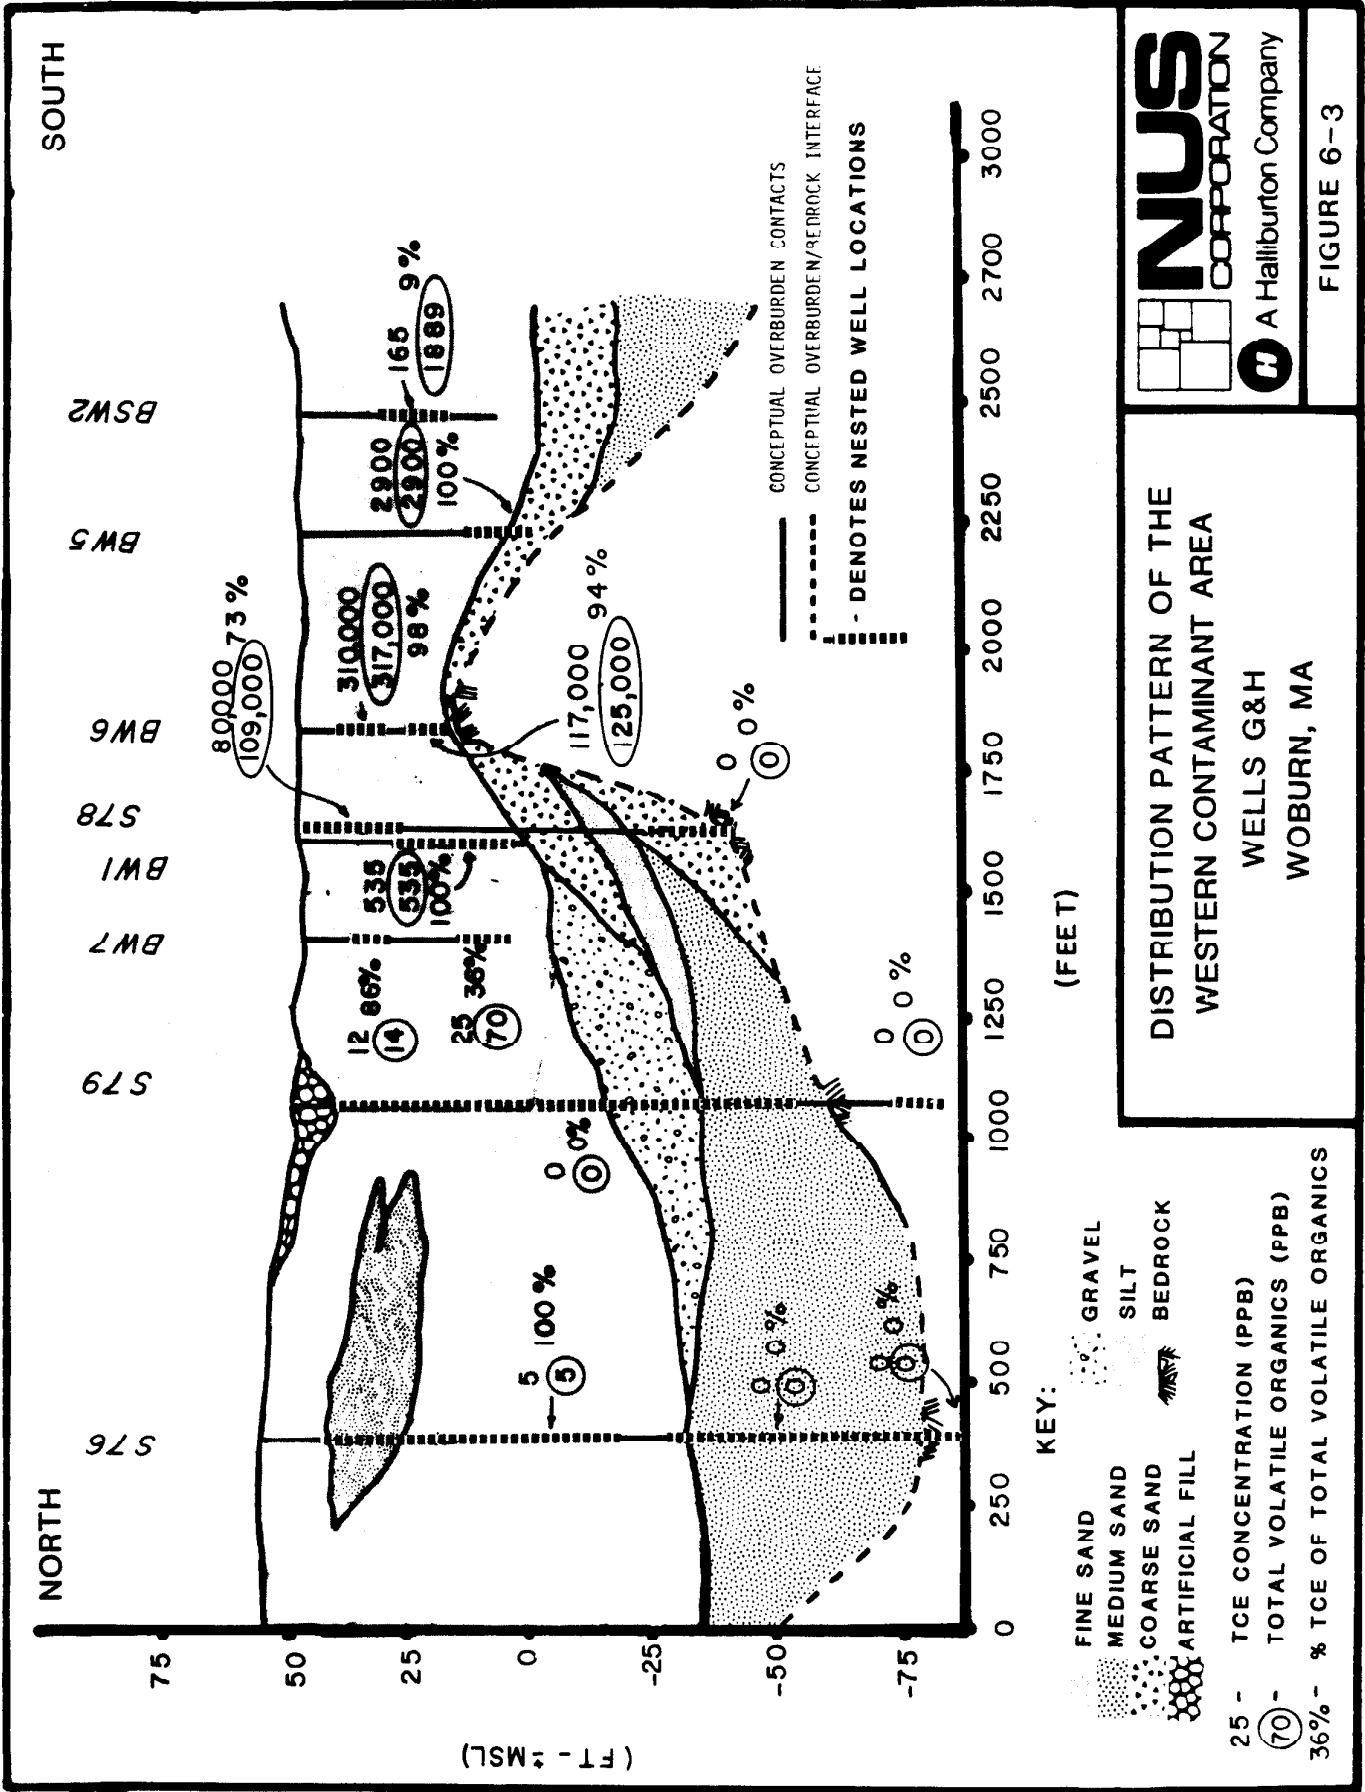 NORTH
SOUTH
S76
S79
BW7
BW1
S78
BW6
BW5
BSW2
80,000 73%
109,000
310,000
317,000
98%
2900
2900
100%
165 9%
1889
535
535
100%
12 86%
14
25 36%
70
117,000 94%
125,000
5 100%
5
0 0%
0
0 0%
0
0 0%
0
0 0%
0
0 0%
0
75
50
25
0
-25
-50
-75
(FT - ± MSL)
0 250 500 750 1000 1250 1500 1750 2000 2250 2500 2700 3000
(FEET)
CONCEPTUAL OVERBURDEN CONTACTS
CONCEPTUAL OVERBURDEN/BEDROCK INTERFACE
- DENOTES NESTED WELL LOCATIONS
KEY:
FINE SAND
MEDIUM SAND
COARSE SAND
ARTIFICIAL FILL
GRAVEL
SILT
BEDROCK
25 - TCE CONCENTRATION (PPB)
70 - TOTAL VOLATILE ORGANICS (PPB)
36% - % TCE OF TOTAL VOLATILE ORGANICS
DISTRIBUTION PATTERN OF THE
WESTERN CONTAMINANT AREA
WELLS G&H
WOBURN, MA
NUS
CORPORATION
H A Halliburton Company
FIGURE 6-3